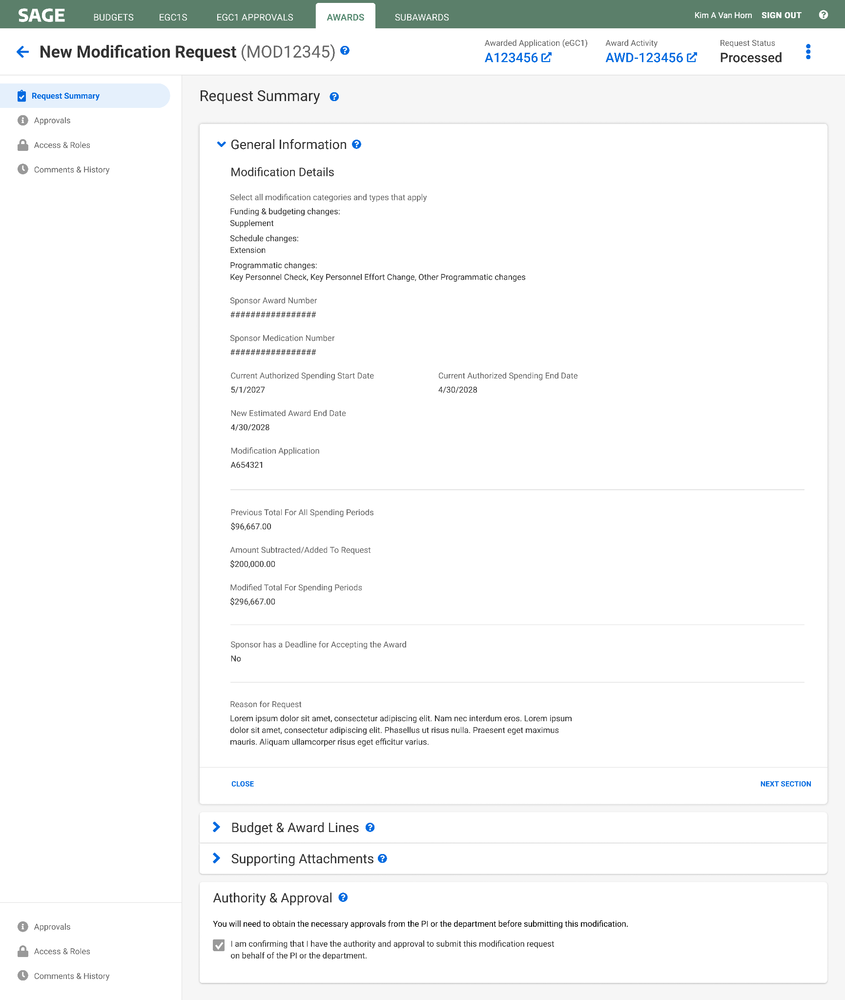 SAGE
BUDGETS
EGC1S
EGC1 APPROVALS
AWARDS
SUBAWARDS
Kim A Van Horn
SIGN OUT
New Modification Request (MOD12345)
Awarded Application (eGC1)
A123456
Award Activity
AWD-123456
Request Status
Processed
Request Summary
Approvals
Access & Roles
Comments & History
Request Summary
General Information
Modification Details
Select all modification categories and types that apply
Funding & budgeting changes:
Supplement
Schedule changes:
Extension
Programmatic changes:
Key Personnel Check, Key Personnel Effort Change, Other Programmatic changes
Sponsor Award Number
#################
Sponsor Medication Number
#################
Current Authorized Spending Start Date
5/1/2027
Current Authorized Spending End Date
4/30/2028
New Estimated Award End Date
4/30/2028
Modification Application
A654321
Previous Total For All Spending Periods
$96,667.00
Amount Subtracted/Added To Request
$200,000.00
Modified Total For Spending Periods
$296,667.00
Sponsor has a Deadline for Accepting the Award
No
Reason for Request
Lorem ipsum dolor sit amet, consectetur adipiscing elit. Nam nec interdum eros. Lorem ipsum
dolor sit amet, consectetur adipiscing elit. Phasellus ut risus nulla. Praesent eget maximus
mauris. Aliquam ullamcorper risus eget efficitur varius.
CLOSE
NEXT SECTION
Budget & Award Lines
Supporting Attachments
Authority & Approval
You will need to obtain the necessary approvals from the PI or the department before submitting this modification.
I am confirming that I have the authority and approval to submit this modification request
on behalf of the PI or the department.
Approvals
Access & Roles
Comments & History